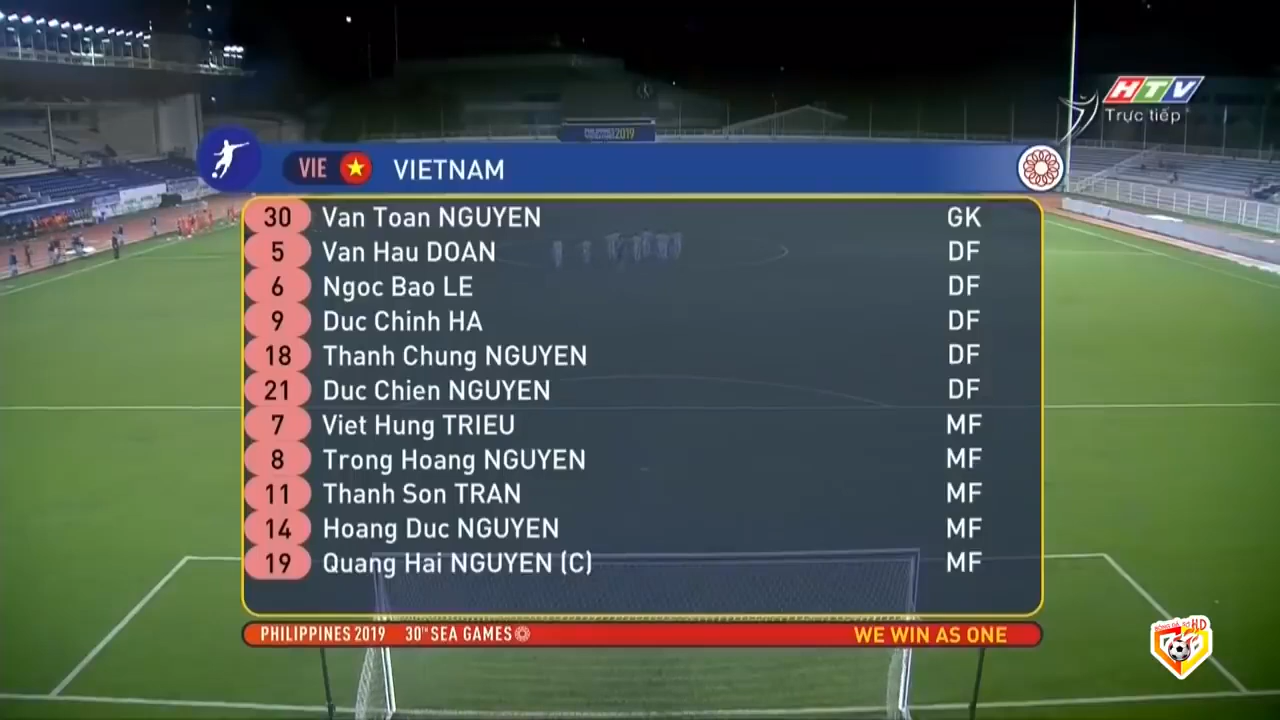 HTV
Trực tiếp
2019
VIE VIETNAM
30 Van Toan NGUYEN GK
5 Van Hau DOAN DF
6 Ngoc Bao LE DF
9 Duc Chinh HA DF
18 Thanh Chung NGUYEN DF
21 Duc Chien NGUYEN DF
7 Viet Hung TRIEU MF
8 Trong Hoang NGUYEN MF
11 Thanh Son TRAN MF
14 Hoang Duc NGUYEN MF
19 Quang Hai NGUYEN (C) MF
PHILIPPINES 2019 30TH SEA GAMES WE WIN AS ONE
HD